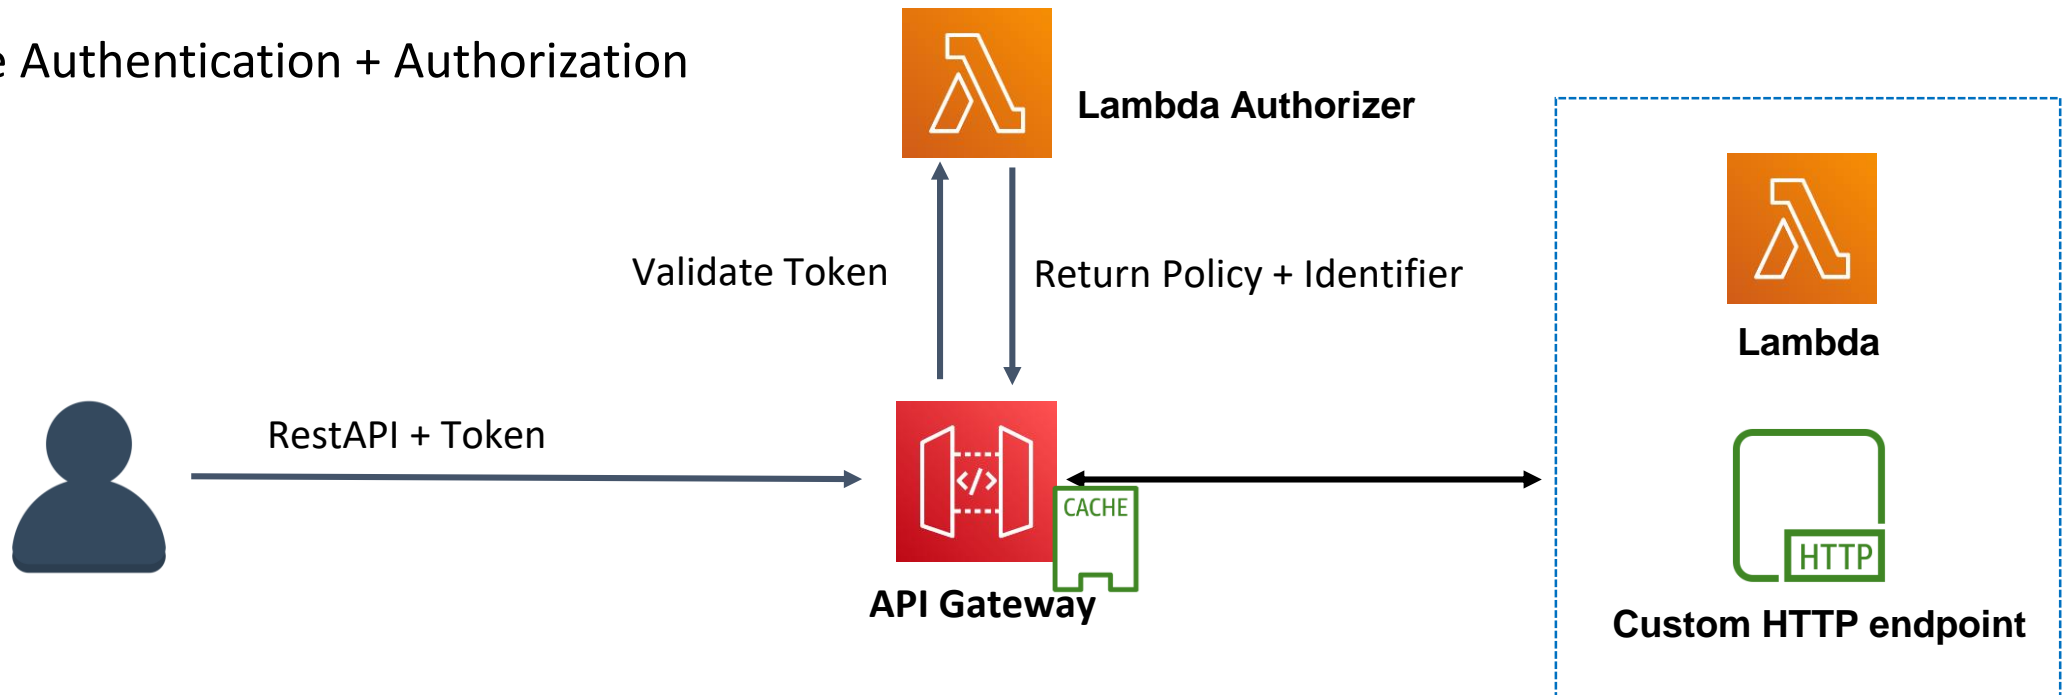 e Authentication + Authorization
Lambda Authorizer
Validate Token
Return Policy + Identifier
Lambda
RestAPI + Token
</>
CACHE
HTTP
API Gateway
Custom HTTP endpoint